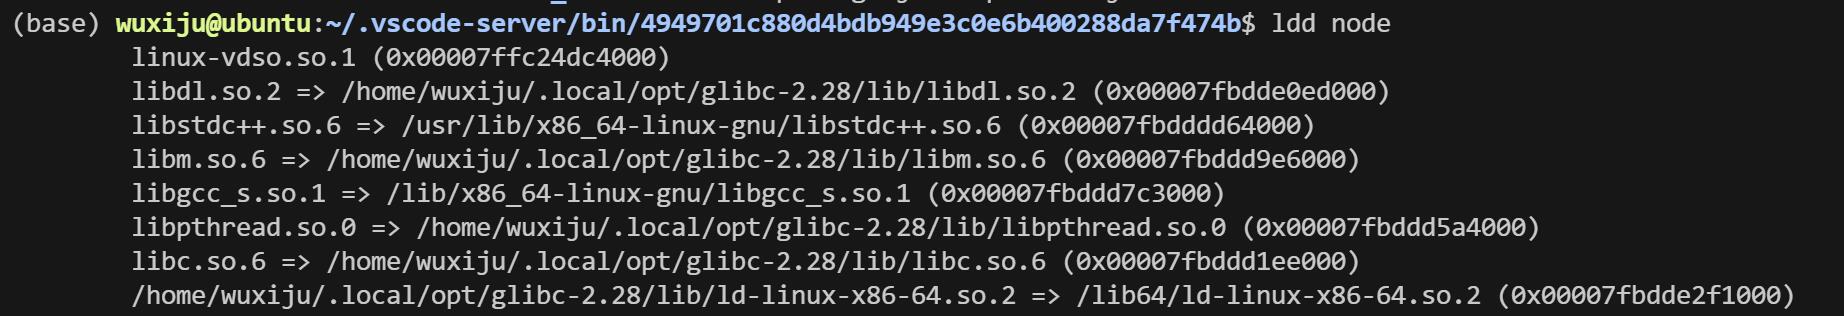 (base) wuxiju@ubuntu:~/.vscode-server/bin/4949701c880d4bdb949e3c0e6b400288da7f474b$ ldd node
linux-vdso.so.1 (0x00007ffc24dc4000)
libdl.so.2 => /home/wuxiju/.local/opt/glibc-2.28/lib/libdl.so.2 (0x00007fbdde0ed000)
libstdc++.so.6 => /usr/lib/x86_64-linux-gnu/libstdc++.so.6 (0x00007fbdddd64000)
libm.so.6 => /home/wuxiju/.local/opt/glibc-2.28/lib/libm.so.6 (0x00007fbddd9e6000)
libgcc_s.so.1 => /lib/x86_64-linux-gnu/libgcc_s.so.1 (0x00007fbddd7c3000)
libpthread.so.0 => /home/wuxiju/.local/opt/glibc-2.28/lib/libpthread.so.0 (0x00007fbddd5a4000)
libc.so.6 => /home/wuxiju/.local/opt/glibc-2.28/lib/libc.so.6 (0x00007fbddd1ee000)
/home/wuxiju/.local/opt/glibc-2.28/lib/ld-linux-x86-64.so.2 => /lib64/ld-linux-x86-64.so.2 (0x00007fbdde2f1000)